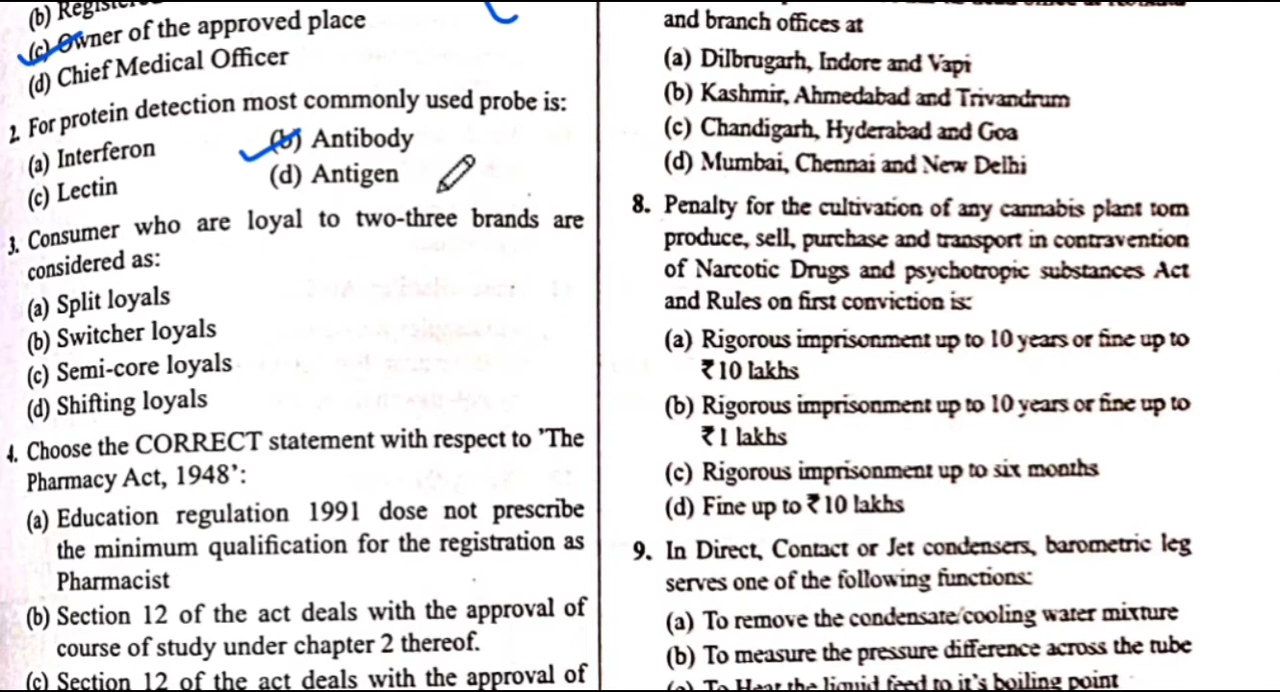 (b)
(c) Owner of the approved place
(d) Chief Medical Officer
2. For protein detection most commonly used probe is:
(a) Interferon
(b) Antibody
(c) Lectin
(d) Antigen
3. Consumer who are loyal to two-three brands are
considered as:
(a) Split loyals
(b) Switcher loyals
(c) Semi-core loyals
(d) Shifting loyals
4. Choose the CORRECT statement with respect to 'The
Pharmacy Act, 1948':
(a) Education regulation 1991 dose not prescribe
the minimum qualification for the registration as
Pharmacist
(b) Section 12 of the act deals with the approval of
course of study under chapter 2 thereof.
(c) Section 12 of the act deals with the approval of
and branch offices at
(a) Dilbrugarh, Indore and Vapi
(b) Kashmir, Ahmedabad and Trivandrum
(c) Chandigarh, Hyderabad and Goa
(d) Mumbai, Chennai and New Delhi
8. Penalty for the cultivation of any cannabis plant tom
produce, sell, purchase and transport in contravention
of Narcotic Drugs and psychotropic substances Act
and Rules on first conviction is:
(a) Rigorous imprisonment up to 10 years or fine up to
₹10 lakhs
(b) Rigorous imprisonment up to 10 years or fine up to
₹1 lakhs
(c) Rigorous imprisonment up to six months
(d) Fine up to ₹10 lakhs
9. In Direct, Contact or Jet condensers, barometric leg
serves one of the following functions:
(a) To remove the condensate/cooling water mixture
(b) To measure the pressure difference across the tube
(c) To Heat the liquid feed to it's boiling point